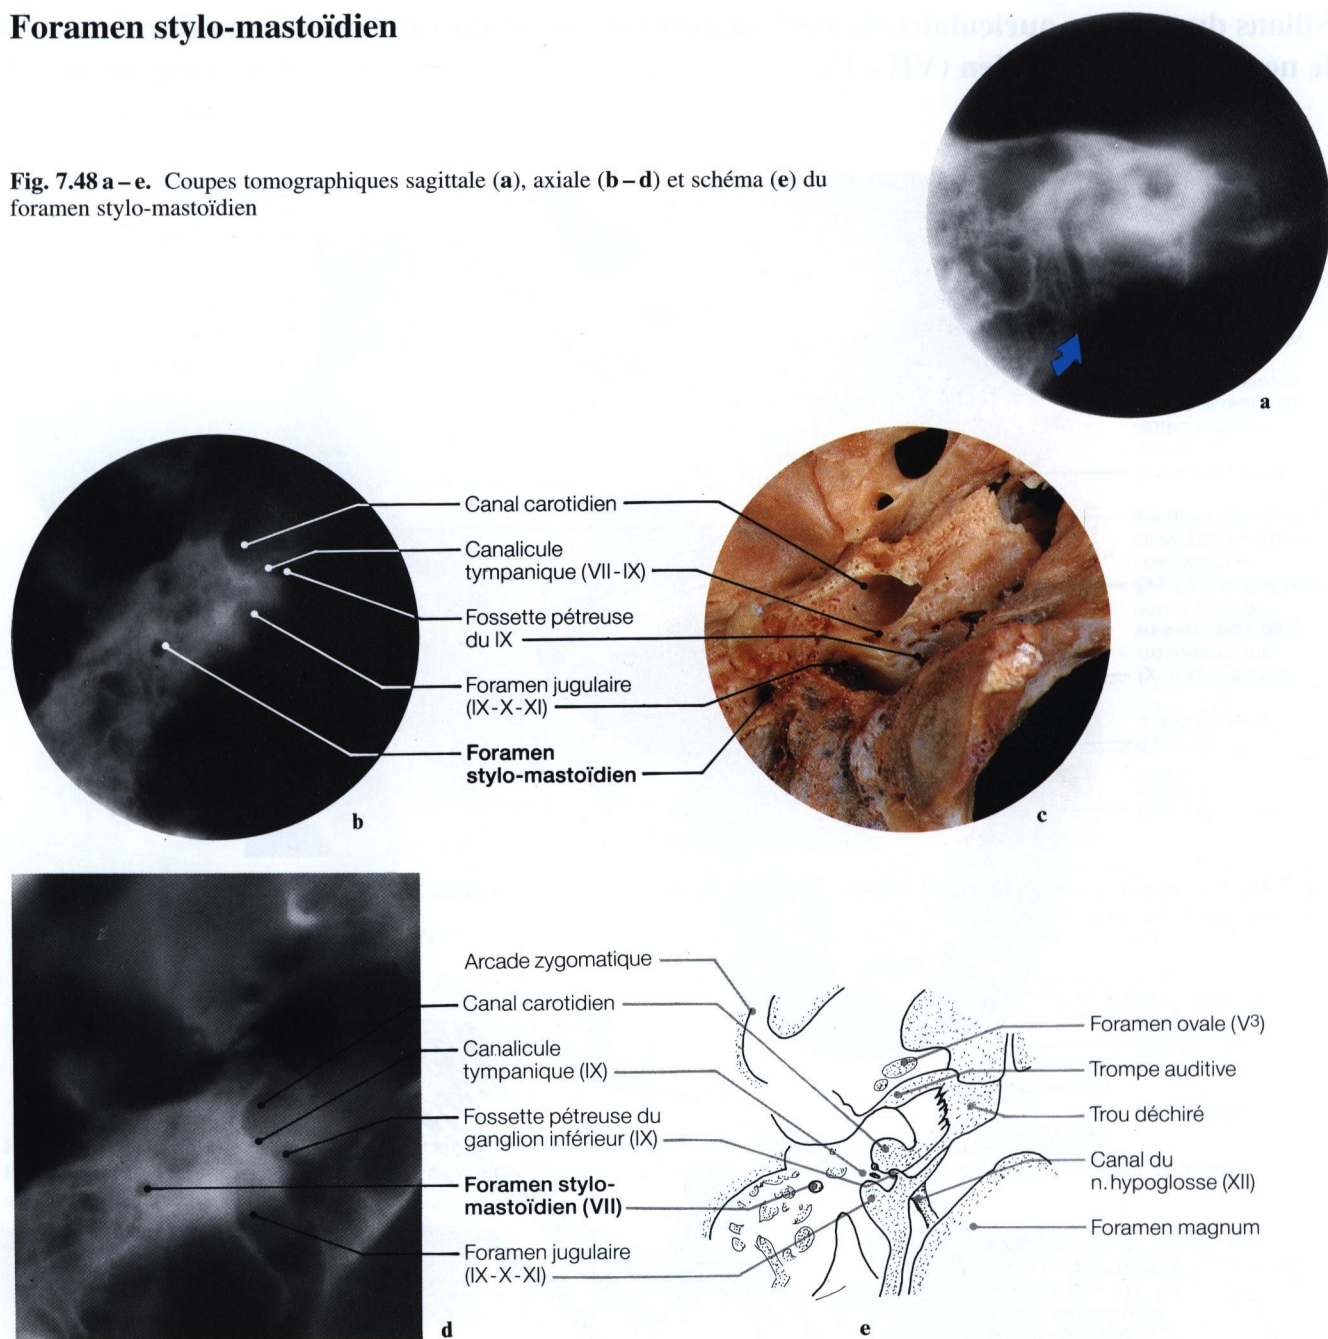 Foramen stylo-mastoïdien
Fig. 7.48 a – e. Coupes tomographiques sagittale (a), axiale (b – d) et schéma (e) du
foramen stylo-mastoïdien
a
Canal carotidien
Canalicule
tympanique (VII-IX)
Fossette pétreuse
du IX
Foramen jugulaire
(IX-X-XI)
Foramen
stylo-mastoïdien
b
c
Arcade zygomatique
Canal carotidien
Canalicule
tympanique (IX)
Fossette pétreuse du
ganglion inférieur (IX)
Foramen stylo-
mastoïdien (VII)
Foramen jugulaire
(IX-X-XI)
Foramen ovale (V3)
Trompe auditive
Trou déchiré
Canal du
n. hypoglosse (XII)
Foramen magnum
d
e